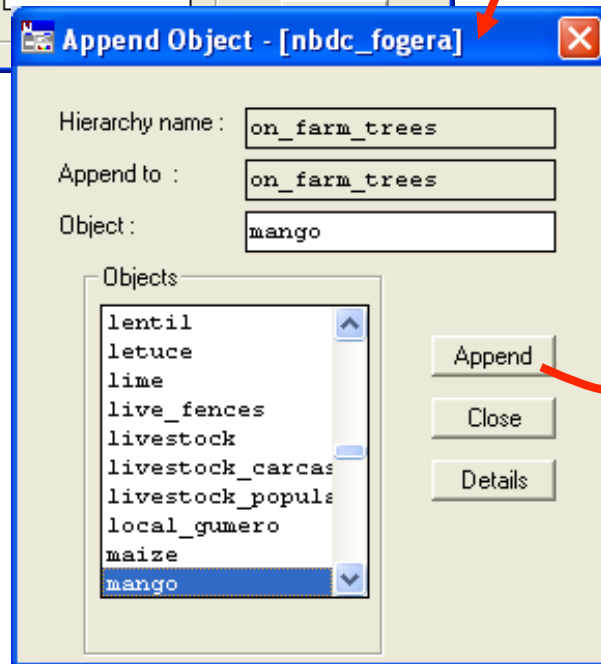 Append Object - [nbdc_fogera]
Hierarchy name : on_farm_trees
Append to : on_farm_trees
Object : mango
Objects
lentil
letuce
lime
live_fences
livestock
livestock_carcas
livestock_popula
local_gumero
maize
mango
Append
Close
Details